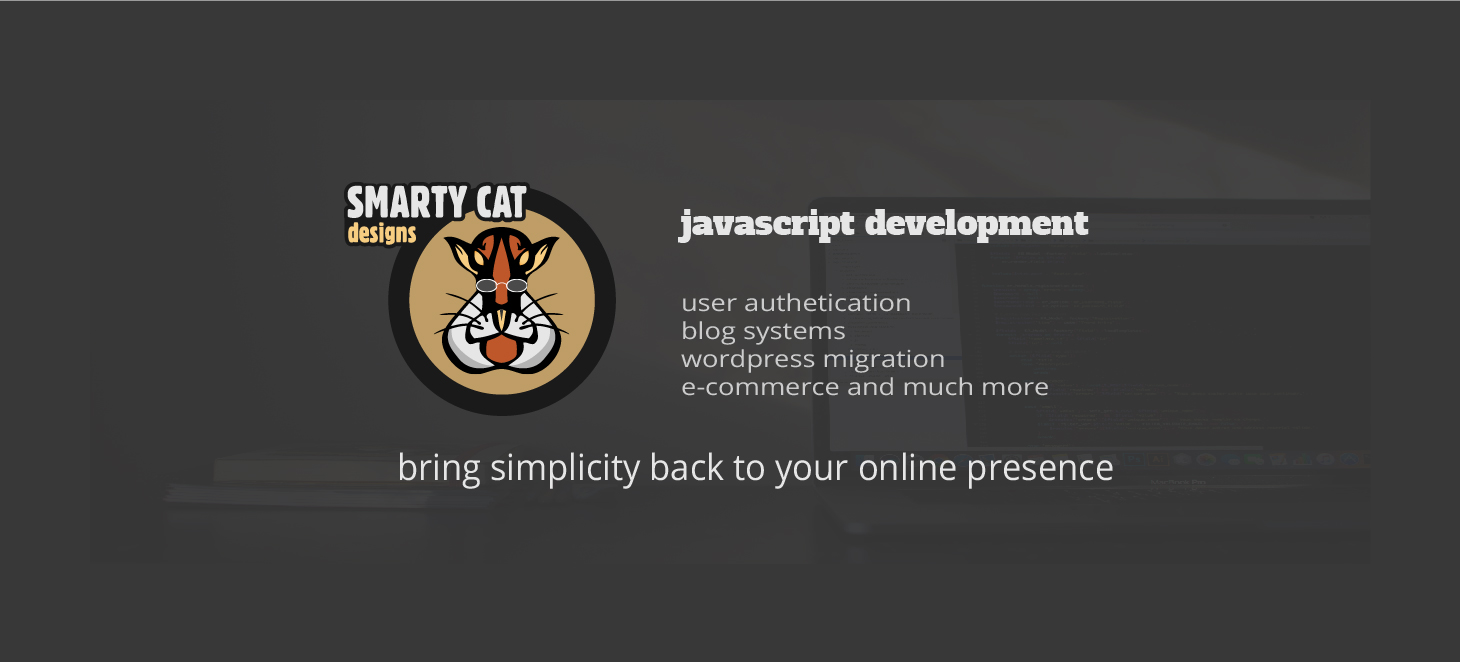 SMARTY CAT
designs
javascript development
user authetication
blog systems
wordpress migration
e-commerce and much more
bring simplicity back to your online presence